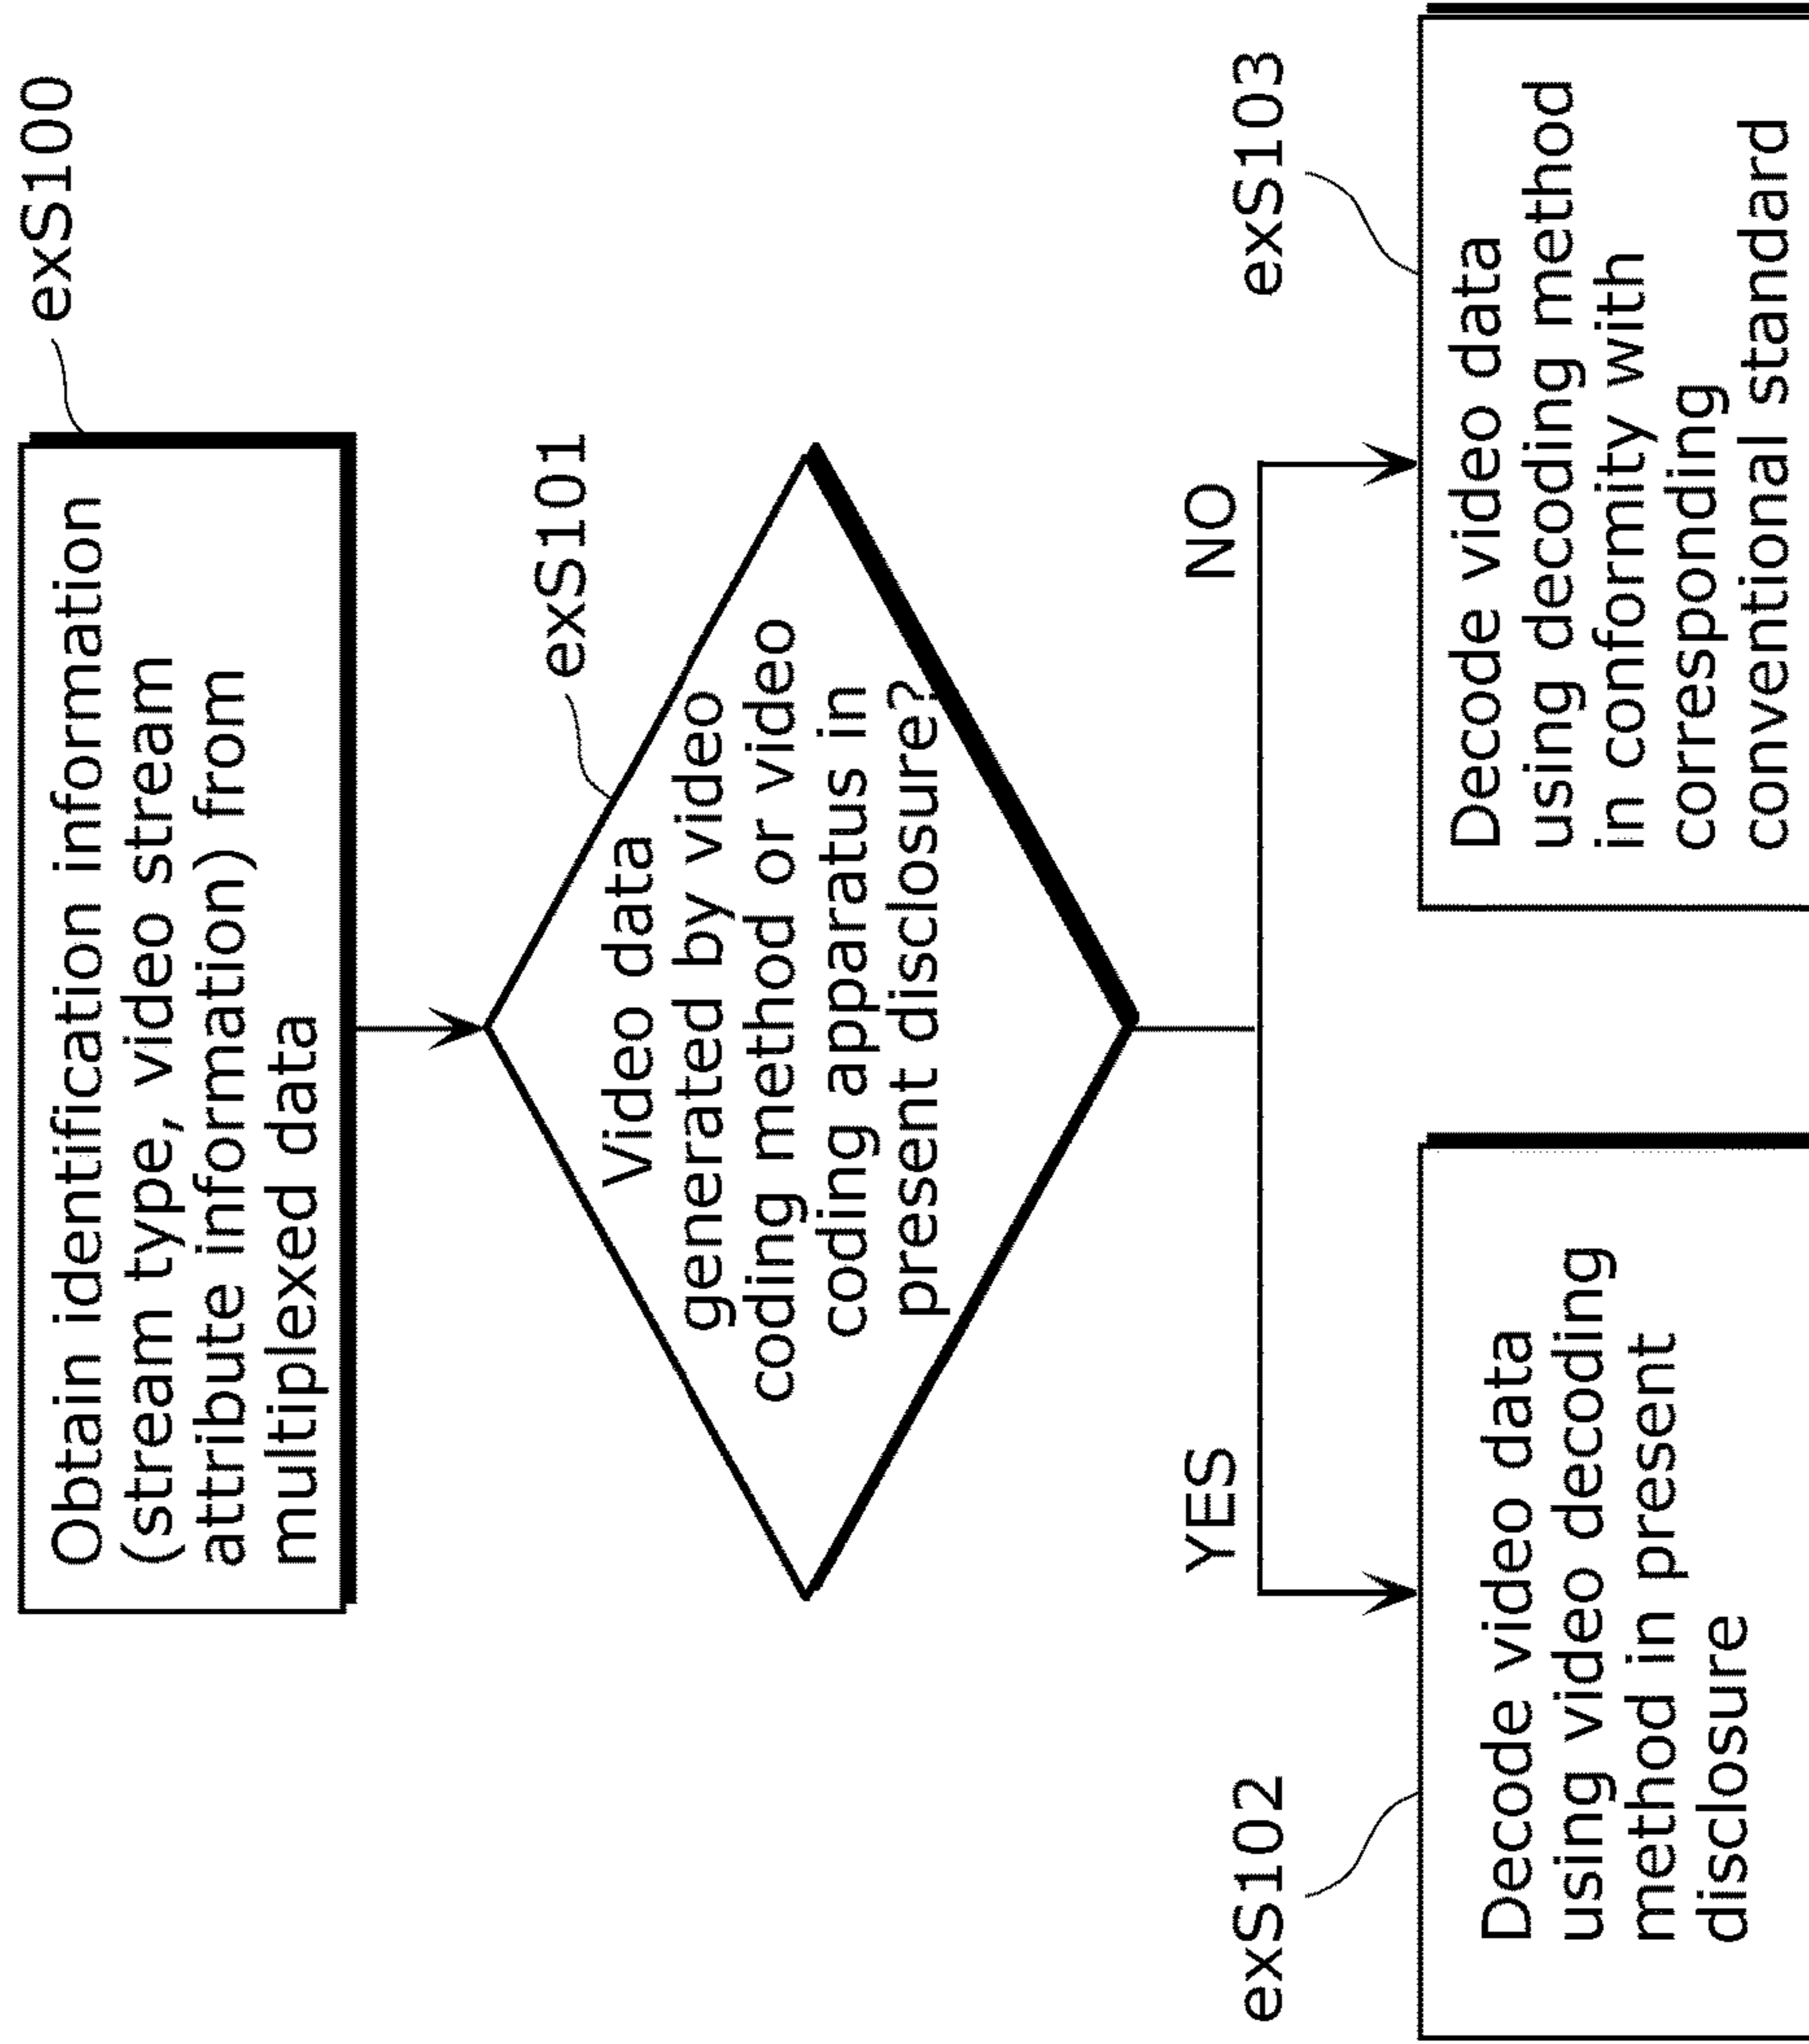 exS100
Obtain identification information
(stream type, video stream
attribute information) from
multiplexed data
exS101
Video data
generated by video
coding method or video
coding apparatus in
present disclosure?
YES
NO
exS102
Decode video data
using video decoding
method in present
disclosure
exS103
Decode video data
using decoding method
in conformity with
corresponding
conventional standard